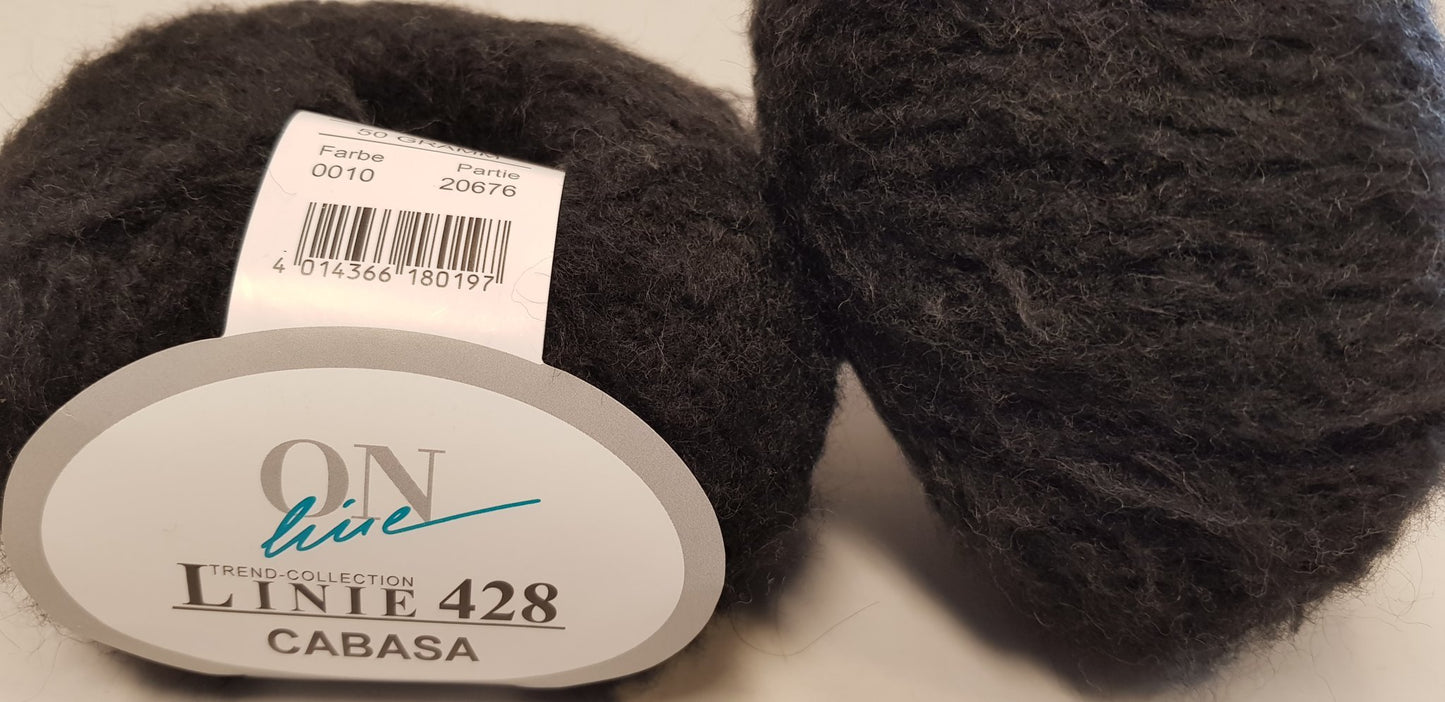 50 GRAMM
Farbe Partie
0010 20676
4 014366 180197
ON
line
TREND-COLLECTION
LINIE 428
CABASA